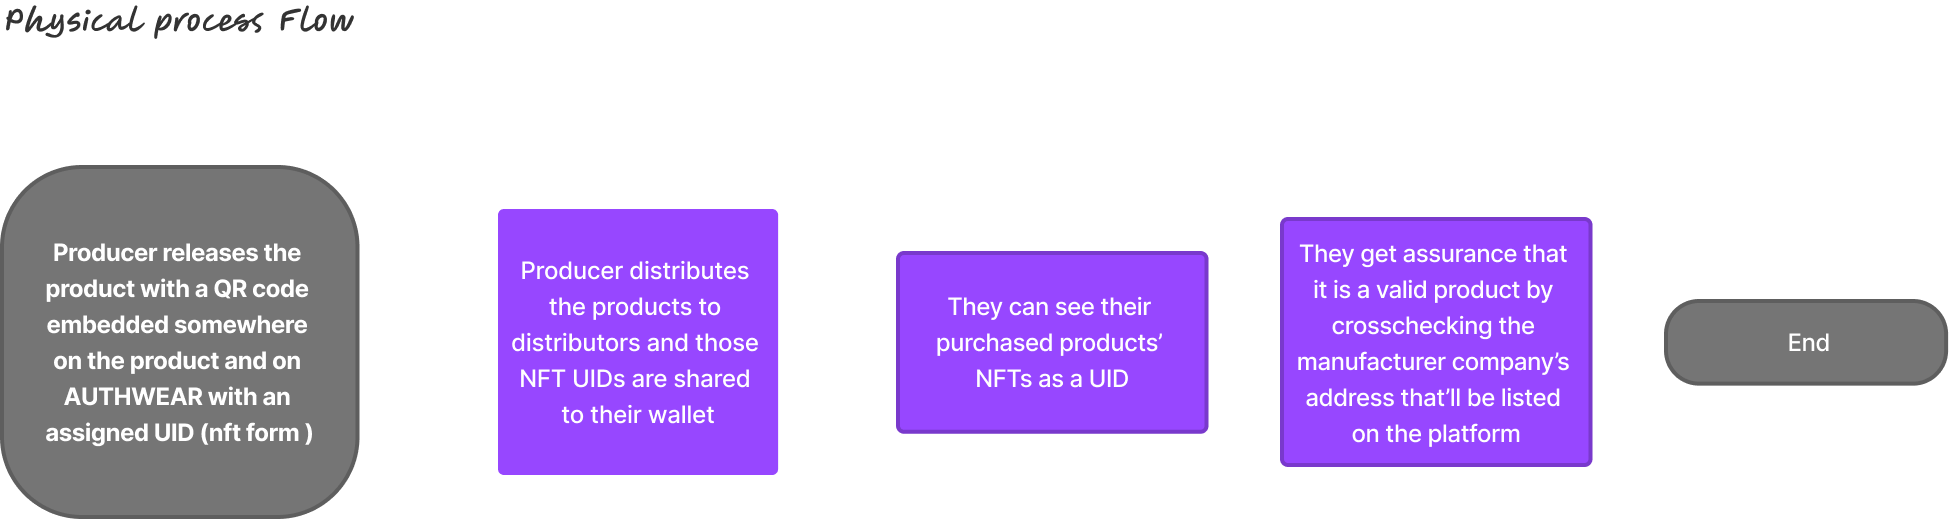 Physical process Flow
Producer releases the
product with a QR code
embedded somewhere
on the product and on
AUTHWEAR with an
assigned UID (nft form )
Producer distributes
the products to
distributors and those
NFT UIDs are shared
to their wallet
They can see their
purchased products’
NFTs as a UID
They get assurance that
it is a valid product by
crosschecking the
manufacturer company’s
address that’ll be listed
on the platform
End